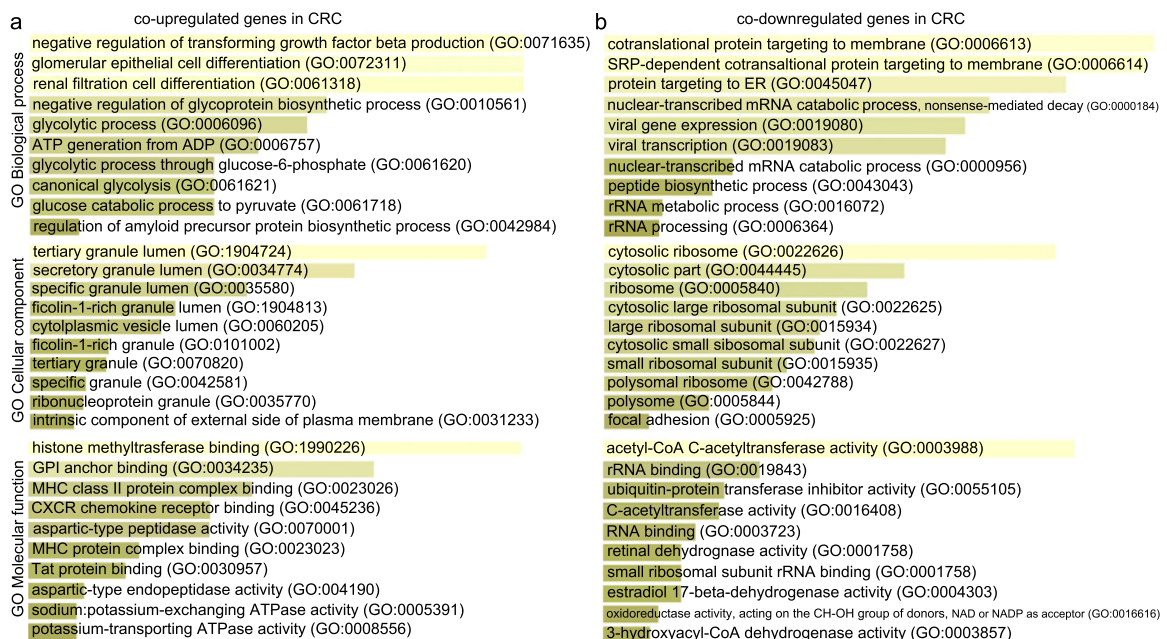 a
co-upregulated genes in CRC
GO Biological process
negative regulation of transforming growth factor beta production (GO:0071635)
glomerular epithelial cell differentiation (GO:0072311)
renal filtration cell differentiation (GO:0061318)
negative regulation of glycoprotein biosynthetic process (GO:0010561)
glycolytic process (GO:0006096)
ATP generation from ADP (GO:0006757)
glycolytic process through glucose-6-phosphate (GO:0061620)
canonical glycolysis (GO:0061621)
glucose catabolic process to pyruvate (GO:0061718)
regulation of amyloid precursor protein biosynthetic process (GO:0042984)
GO Cellular component
tertiary granule lumen (GO:1904724)
secretory granule lumen (GO:0034774)
specific granule lumen (GO:0035580)
ficolin-1-rich granule lumen (GO:1904813)
cytolplasmic vesicle lumen (GO:0060205)
ficolin-1-rich granule (GO:0101002)
tertiary granule (GO:0070820)
specific granule (GO:0042581)
ribonucleoprotein granule (GO:0035770)
intrinsic component of external side of plasma membrane (GO:0031233)
GO Molecular function
histone methyltrasferase binding (GO:1990226)
GPI anchor binding (GO:0034235)
MHC class II protein complex binding (GO:0023026)
CXCR chemokine receptor binding (GO:0045236)
aspartic-type peptidase activity (GO:0070001)
MHC protein complex binding (GO:0023023)
Tat protein binding (GO:0030957)
aspartic-type endopeptidase activity (GO:004190)
sodium:potassium-exchanging ATPase activity (GO:0005391)
potassium-transporting ATPase activity (GO:0008556)
b
co-downregulated genes in CRC
cotranslational protein targeting to membrane (GO:0006613)
SRP-dependent cotransaltional protein targeting to membrane (GO:0006614)
protein targeting to ER (GO:0045047)
nuclear-transcribed mRNA catabolic process, nonsense-mediated decay (GO:0000184)
viral gene expression (GO:0019080)
viral transcription (GO:0019083)
nuclear-transcribed mRNA catabolic process (GO:0000956)
peptide biosynthetic process (GO:0043043)
rRNA metabolic process (GO:0016072)
rRNA processing (GO:0006364)
cytosolic ribosome (GO:0022626)
cytosolic part (GO:0044445)
ribosome (GO:0005840)
cytosolic large ribosomal subunit (GO:0022625)
large ribosomal subunit (GO:0015934)
cytosolic small sibosomal subunit (GO:0022627)
small ribosomal subunit (GO:0015935)
polysomal ribosome (GO:0042788)
polysome (GO:0005844)
focal adhesion (GO:0005925)
acetyl-CoA C-acetyltransferase activity (GO:0003988)
rRNA binding (GO:0019843)
ubiquitin-protein transferase inhibitor activity (GO:0055105)
C-acetyltransferase activity (GO:0016408)
RNA binding (GO:0003723)
retinal dehydrognase activity (GO:0001758)
small ribosomal subunit rRNA binding (GO:0001758)
estradiol 17-beta-dehydrogenase activity (GO:0004303)
oxidoreductase activity, acting on the CH-OH group of donors, NAD or NADP as acceptor (GO:0016616)
3-hydroxyacyl-CoA dehydrogenase activity (GO:0003857)